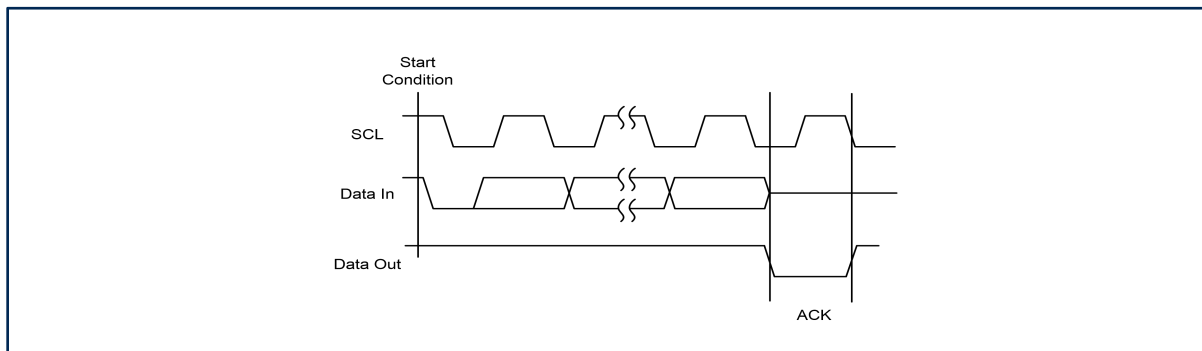 Start
Condition
SCL
Data In
Data Out
ACK